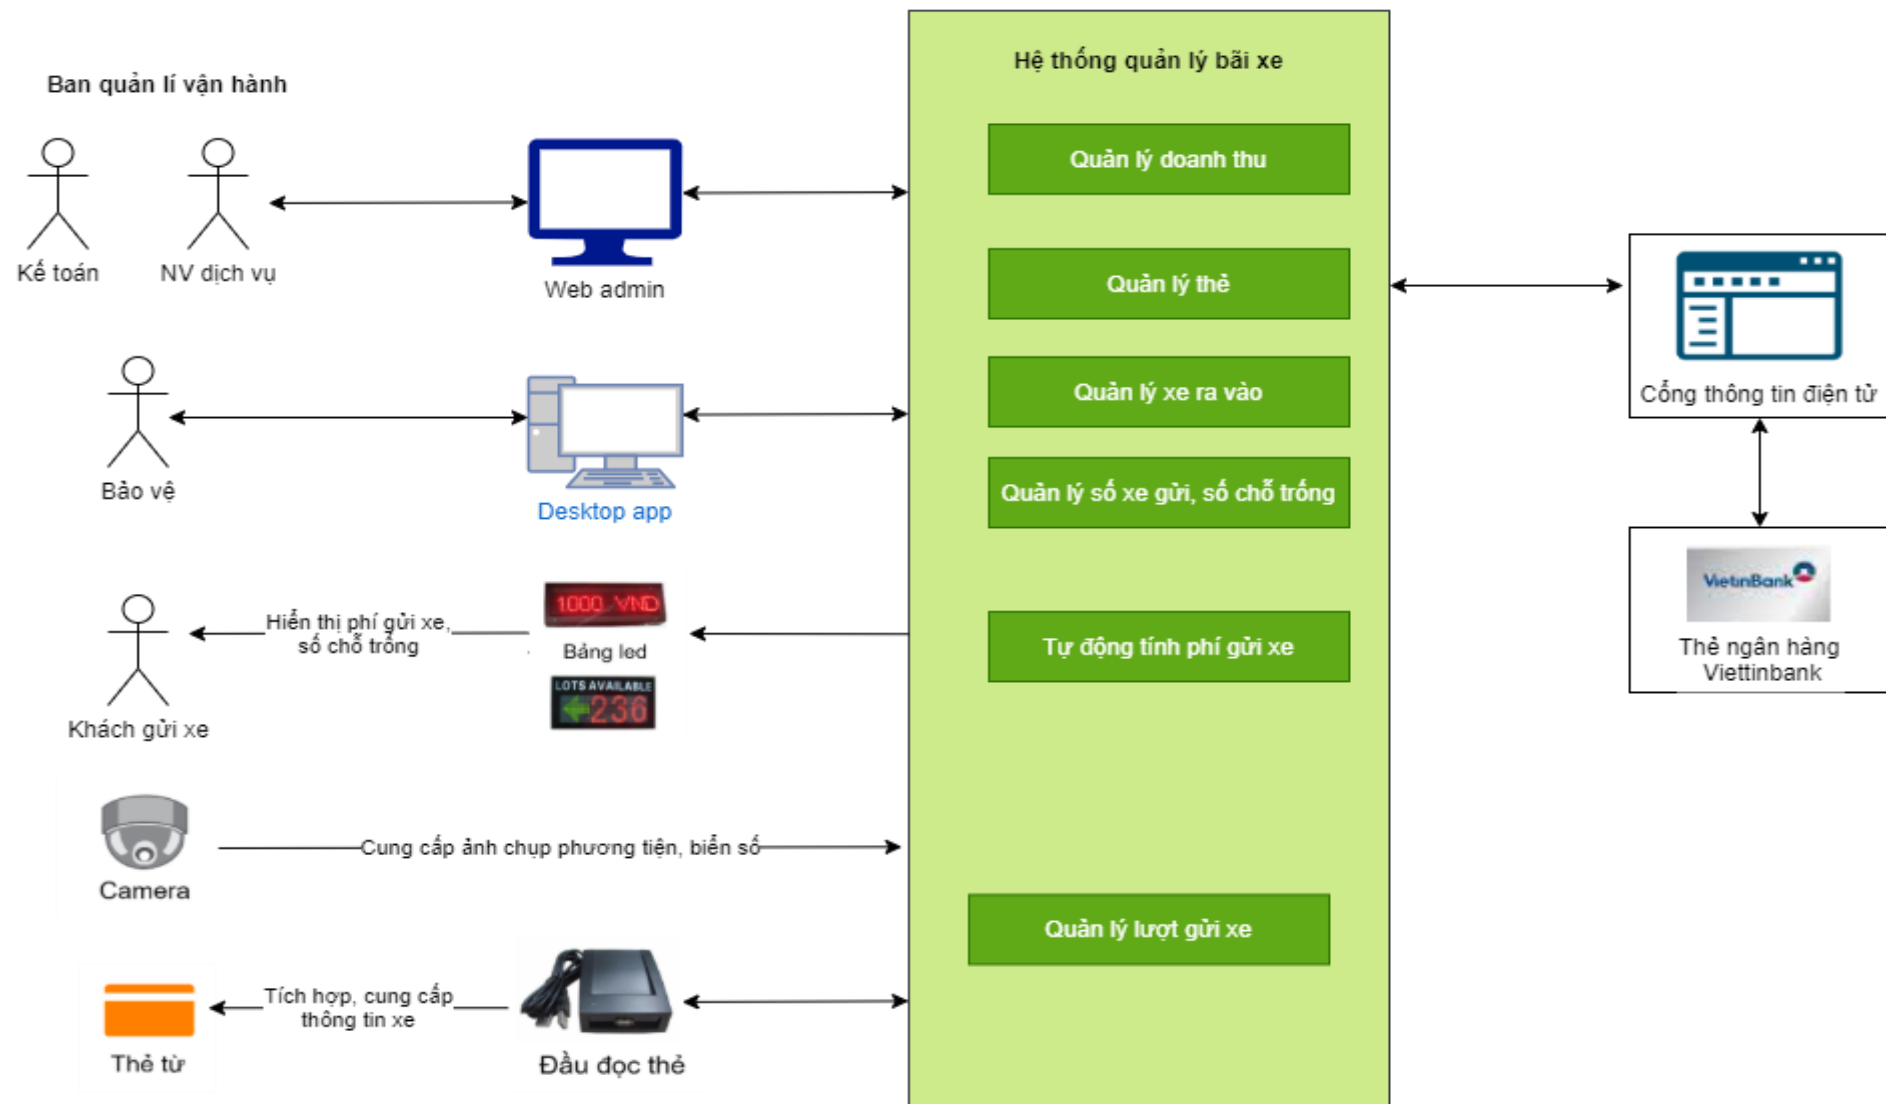 Hệ thống quản lý bãi xe
Ban quản lí vận hành
Kế toán
NV dịch vụ
Web admin
Quản lý doanh thu
Quản lý thẻ
Quản lý xe ra vào
Quản lý số xe gửi, số chỗ trống
Tự động tính phí gửi xe
Quản lý lượt gửi xe
Bảo vệ
Desktop app
Hiển thị phí gửi xe,
số chỗ trống
1000 VND
Bảng led
LOTS AVAILABLE
236
Khách gửi xe
Camera
Cung cấp ảnh chụp phương tiện, biển số
Thẻ từ
Tích hợp, cung cấp
thông tin xe
Đầu đọc thẻ
Cổng thông tin điện tử
VietinBank
Thẻ ngân hàng
Viettinbank